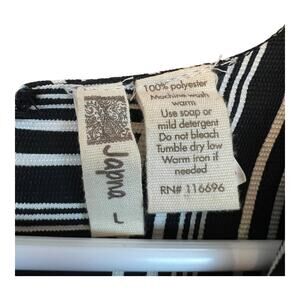 Japna
L
100% polyester
Machine wash
warm
Use soap or
mild detergent
Do not bleach
Tumble dry low
Warm iron if
needed
RN# 116696